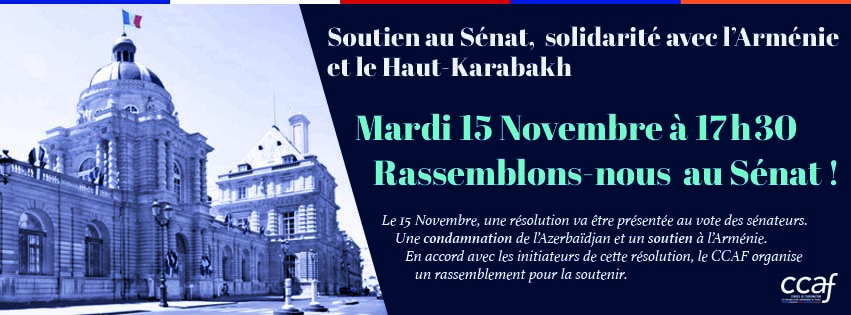 Soutien au Sénat, solidarité avec l'Arménie
et le Haut-Karabakh
Mardi 15 Novembre à 17h30
Rassemblons-nous au Sénat !
Le 15 Novembre, une résolution va être présentée au vote des sénateurs.
Une condamnation de l'Azerbaïdjan et un soutien à l'Arménie.
En accord avec les initiateurs de cette résolution, le CCAF organise
un rassemblement pour la soutenir.
ccaf